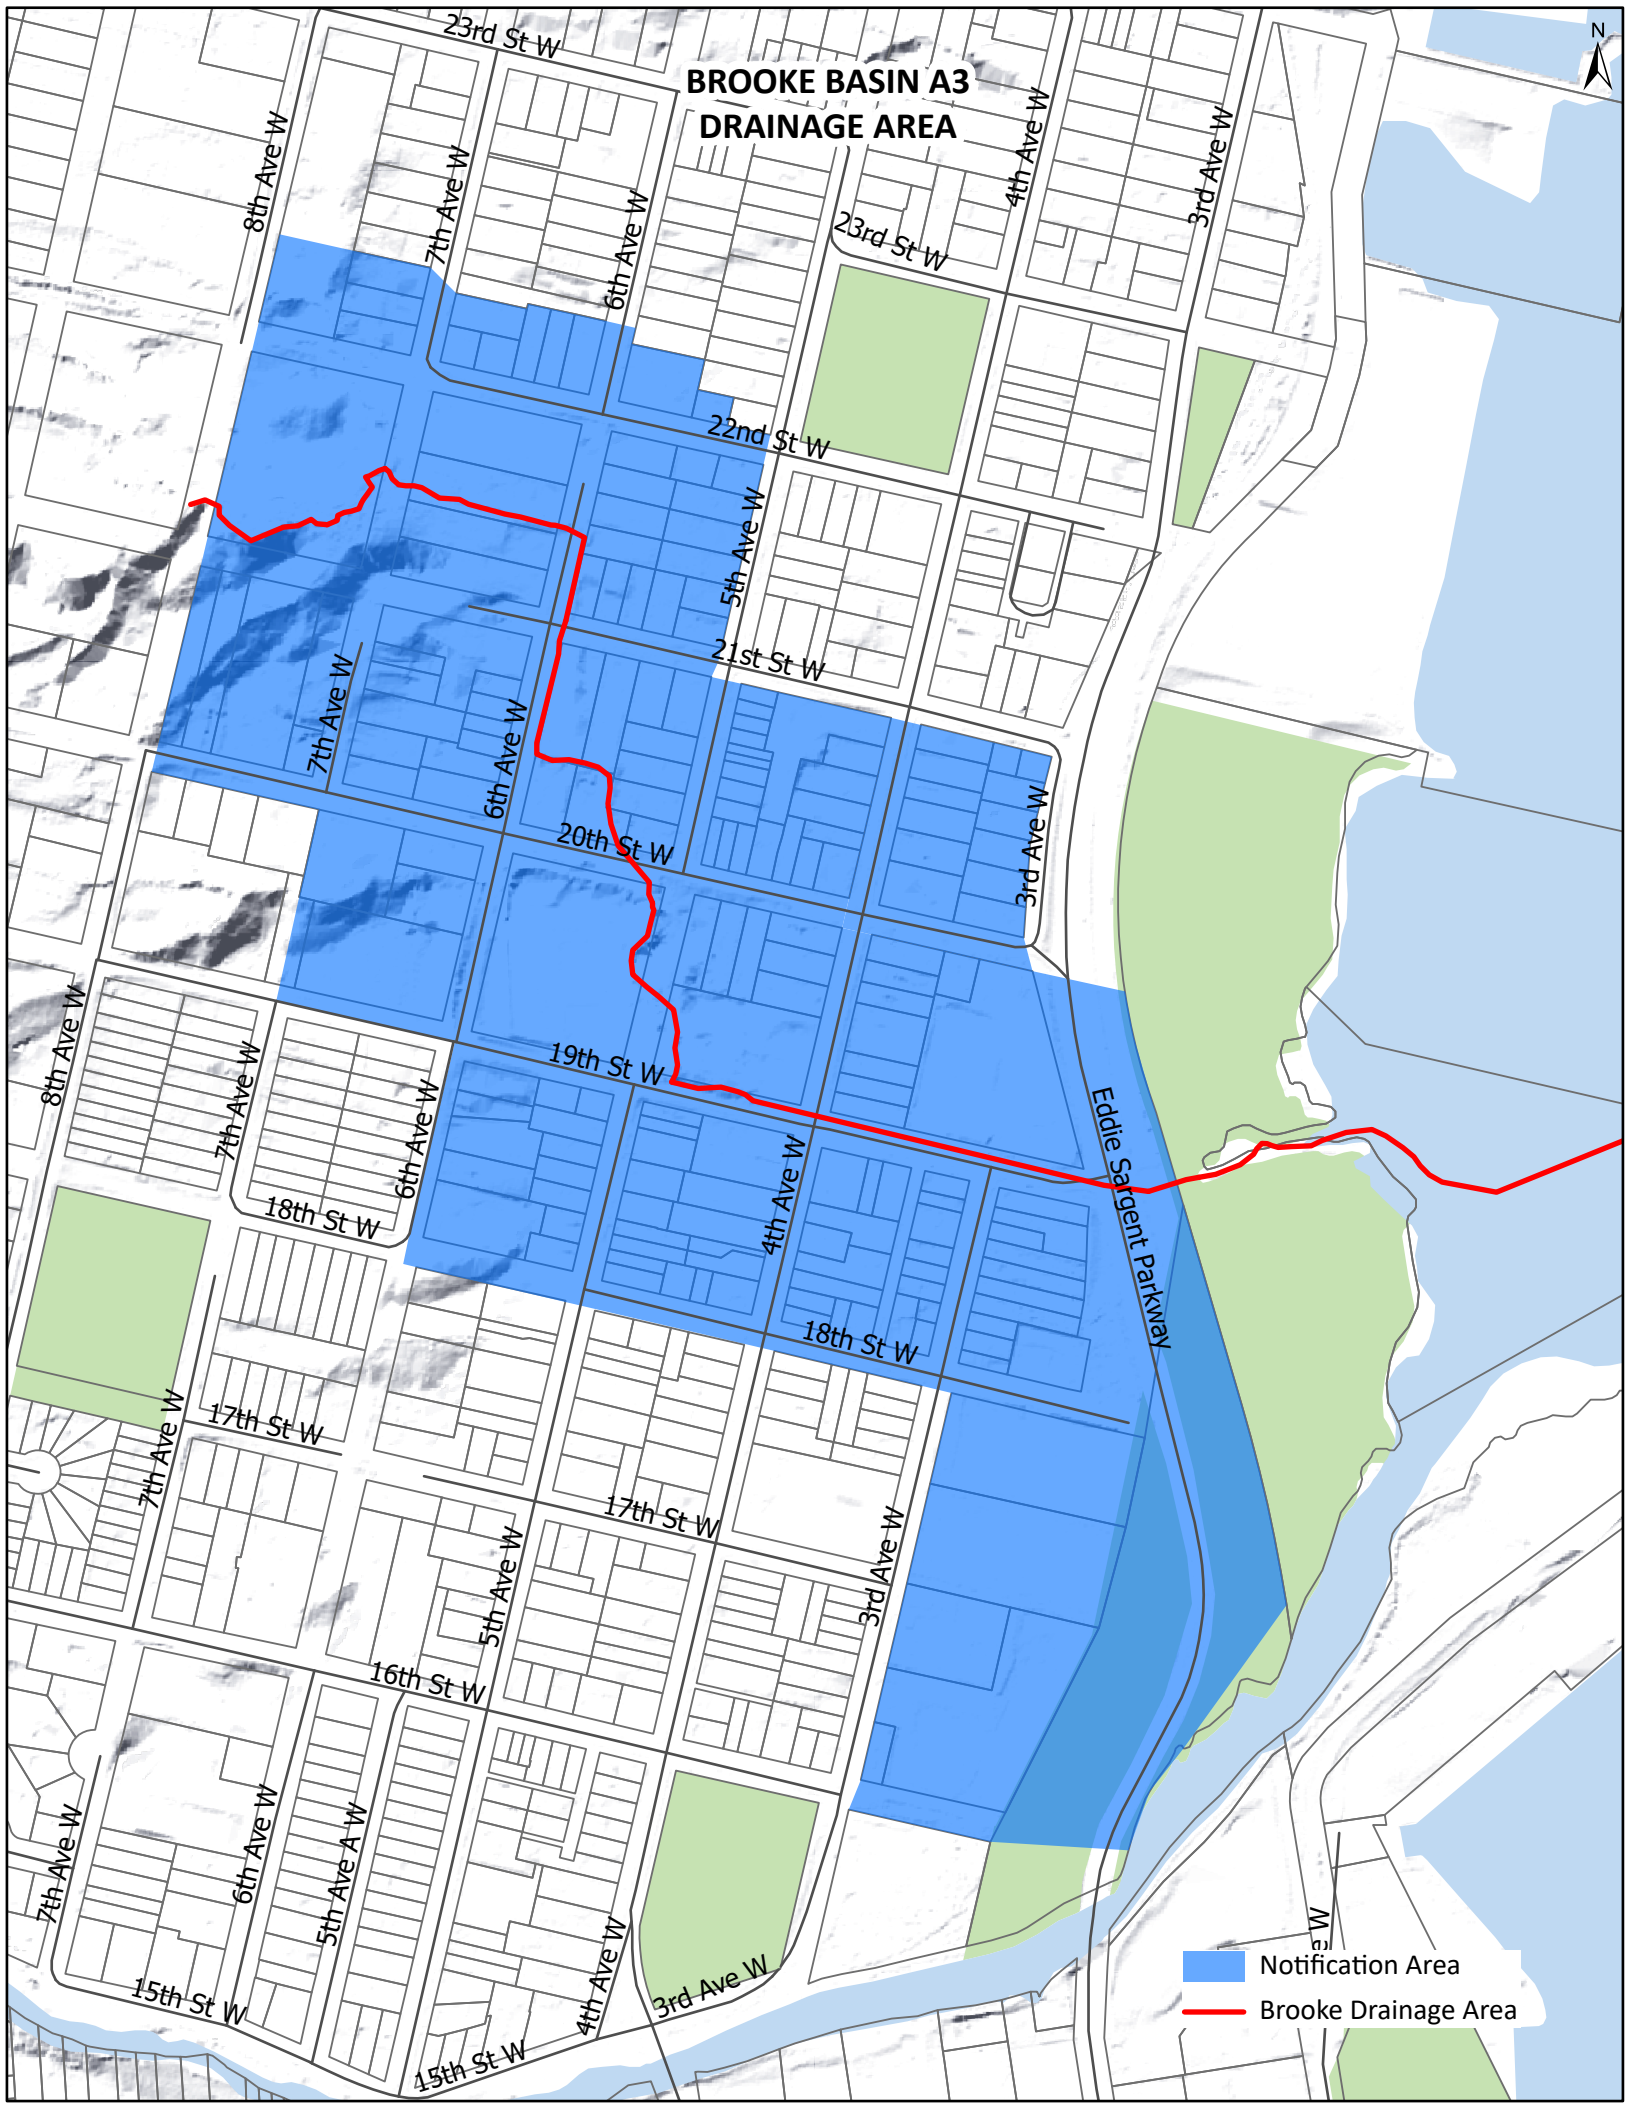 23rd St W
N
BROOKE BASIN A3
DRAINAGE AREA
8th Ave W
7th Ave W
6th Ave W
4th Ave W
3rd Ave W
23rd St W
22nd St W
5th Ave W
21st St W
7th Ave W
6th Ave W
3rd Ave W
20th St W
8th Ave W
7th Ave W
6th Ave W
19th St W
Eddie Sargent Parkway
4th Ave W
18th St W
18th St W
7th Ave W
17th St W
17th St W
5th Ave W
3rd Ave W
16th St W
7th Ave W
6th Ave W
5th Ave A W
4th Ave W
3rd Ave W
15th St W
15th St W
e W
Notification Area
Brooke Drainage Area